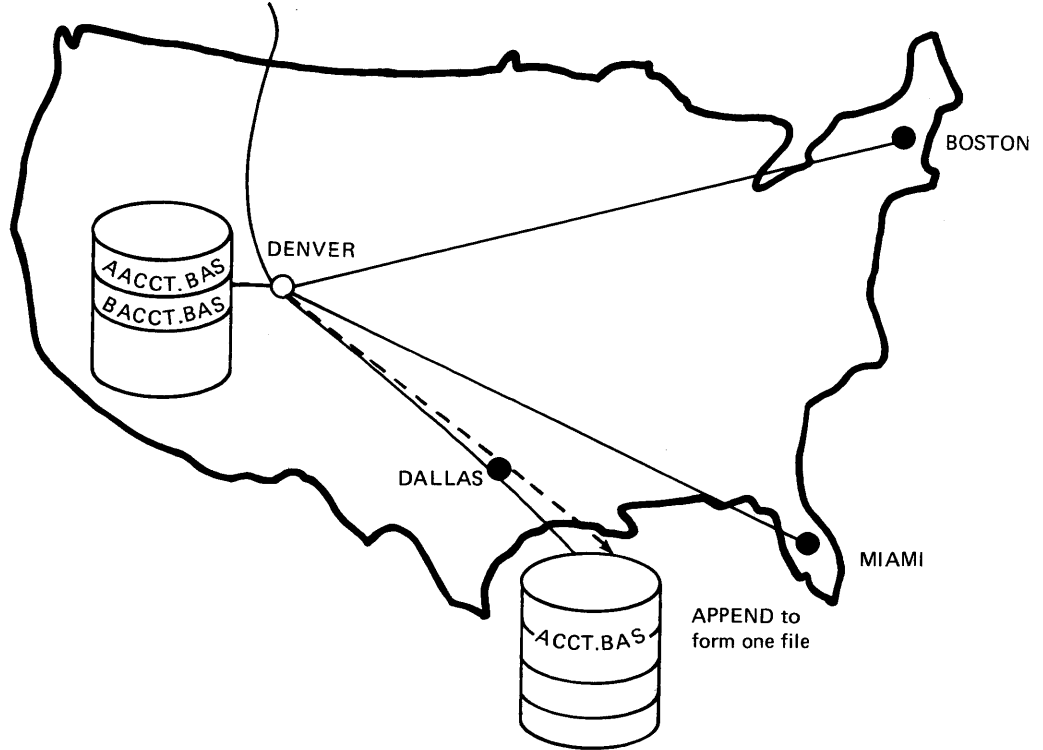 BOSTON
DENVER
AACCT.BAS
BACCT.BAS
DALLAS
MIAMI
ACCT.BAS
APPEND to
form one file